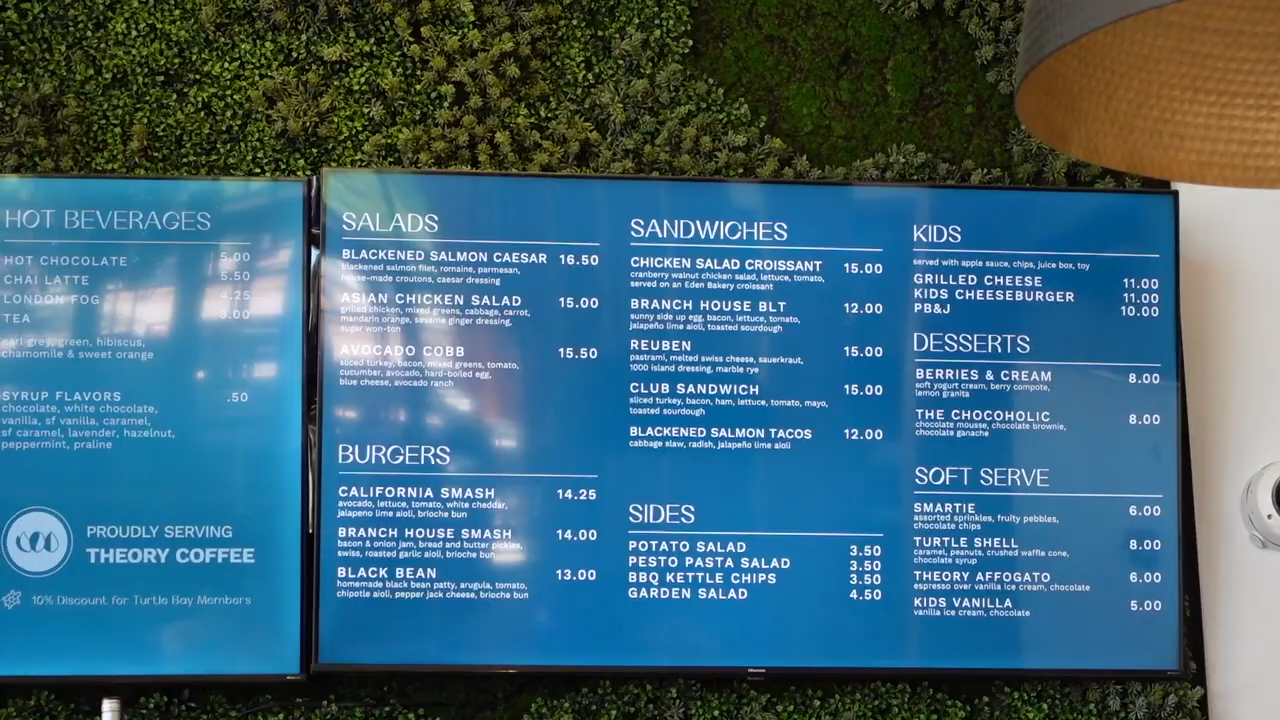 HOT BEVERAGES
HOT CHOCOLATE 5.00
CHAI LATTE 5.50
LONDON FOG 4.25
TEA 3.00
earl grey, green, hibiscus,
chamomile & sweet orange
SYRUP FLAVORS .50
chocolate, white chocolate,
vanilla, sf vanilla, caramel,
sf caramel, lavender, hazelnut,
peppermint, praline
PROUDLY SERVING
THEORY COFFEE
10% Discount for Turtle Bay Members
SALADS
BLACKENED SALMON CAESAR 16.50
blackened salmon filet, romaine, parmesan,
house-made croutons, caesar dressing
ASIAN CHICKEN SALAD 15.00
grilled chicken, mixed greens, cabbage, carrot,
mandarin orange, sesame ginger dressing,
sugar won-ton
AVOCADO COBB 15.50
sliced turkey, bacon, mixed greens, tomato,
cucumber, avocado, hard-boiled egg,
blue cheese, avocado ranch
BURGERS
CALIFORNIA SMASH 14.25
avocado, lettuce, tomato, white cheddar,
jalapeno lime aioli, brioche bun
BRANCH HOUSE SMASH 14.00
bacon & onion jam, bread and butter pickles,
swiss, roasted garlic aioli, brioche bun
BLACK BEAN 13.00
homemade black bean patty, arugula, tomato,
chipotle aioli, pepper jack cheese, brioche bun
SANDWICHES
CHICKEN SALAD CROISSANT 15.00
cranberry walnut chicken salad, lettuce, tomato,
served on an Eden Bakery croissant
BRANCH HOUSE BLT 12.00
sunny side up egg, bacon, lettuce, tomato,
jalapeño lime aioli, toasted sourdough
REUBEN 15.00
pastrami, melted swiss cheese, sauerkraut,
1000 island dressing, marble rye
CLUB SANDWICH 15.00
sliced turkey, bacon, ham, lettuce, tomato, mayo,
toasted sourdough
BLACKENED SALMON TACOS 12.00
cabbage slaw, radish, jalapeño lime aioli
SIDES
POTATO SALAD 3.50
PESTO PASTA SALAD 3.50
BBQ KETTLE CHIPS 3.50
GARDEN SALAD 4.50
KIDS
served with apple sauce, chips, juice box, toy
GRILLED CHEESE 11.00
KIDS CHEESEBURGER 11.00
PB&J 10.00
DESSERTS
BERRIES & CREAM 8.00
soft yogurt cream, berry compote,
lemon granita
THE CHOCOHOLIC 8.00
chocolate mousse, chocolate brownie,
chocolate ganache
SOFT SERVE
SMARTIE 6.00
assorted sprinkles, fruity pebbles,
chocolate chips
TURTLE SHELL 8.00
caramel, peanuts, crushed waffle cone,
chocolate syrup
THEORY AFFOGATO 6.00
espresso over vanilla ice cream, chocolate
KIDS VANILLA 5.00
vanilla ice cream, chocolate
Hisense